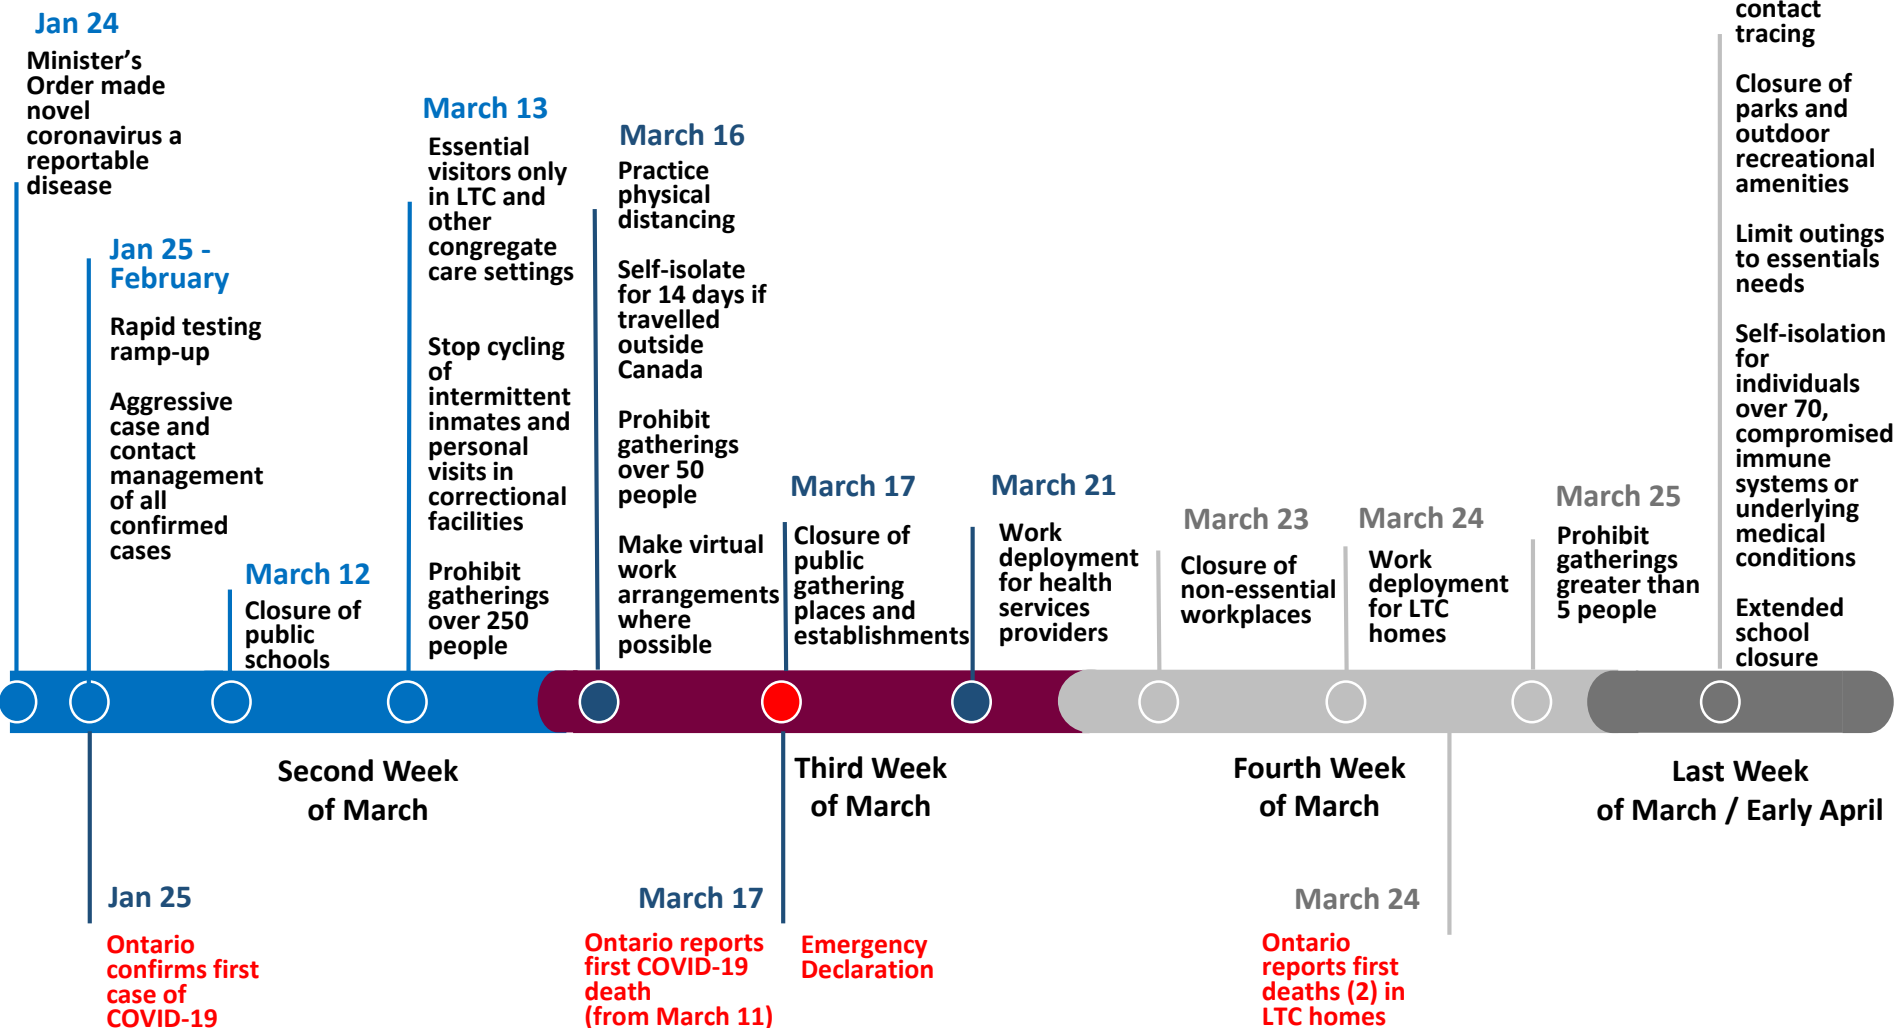 Jan 24
Minister's
Order made
novel
coronavirus a
reportable
disease
Jan 25 -
February
Rapid testing
ramp-up
Aggressive
case and
contact
management
of all
confirmed
cases
March 12
Closure of
public
schools
March 13
Essential
visitors only
in LTC and
other
congregate
care settings
Stop cycling
of
intermittent
inmates and
personal
visits in
correctional
facilities
Prohibit
gatherings
over 250
people
March 16
Practice
physical
distancing
Self-isolate
for 14 days if
travelled
outside
Canada
Prohibit
gatherings
over 50
people
Make virtual
work
arrangements
where
possible
March 17
Closure of
public
gathering
places and
establishments
March 21
Work
deployment
for health
services
providers
March 23
Closure of
non-essential
workplaces
March 24
Work
deployment
for LTC
homes
March 25
Prohibit
gatherings
greater than
5 people
contact
tracing
Closure of
parks and
outdoor
recreational
amenities
Limit outings
to essentials
needs
Self-isolation
for
individuals
over 70,
compromised
immune
systems or
underlying
medical
conditions
Extended
school
closure
Second Week
of March
Third Week
of March
Fourth Week
of March
Last Week
of March / Early April
Jan 25
Ontario
confirms first
case of
COVID-19
March 17
Ontario reports
first COVID-19
death
(from March 11)
Emergency
Declaration
March 24
Ontario
reports first
deaths (2) in
LTC homes